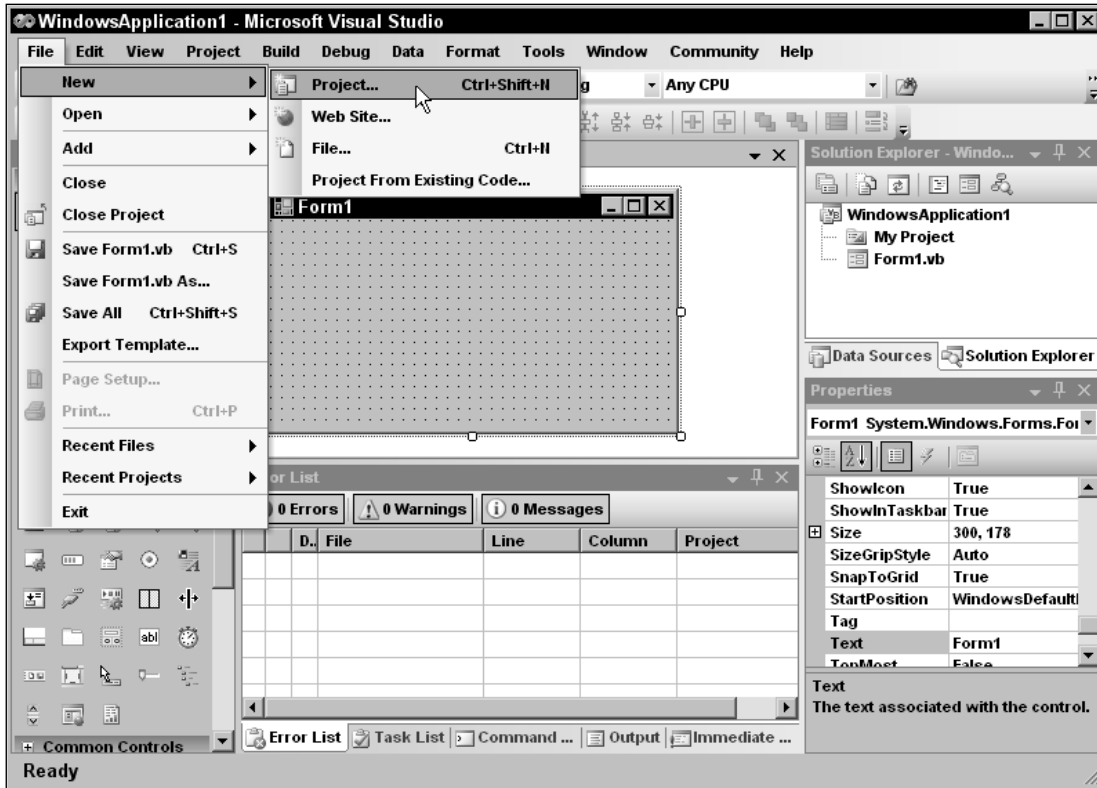 WindowsApplication1 - Microsoft Visual Studio
File Edit View Project Build Debug Data Format Tools Window Community Help
New
Open
Add
Close
Close Project
Save Form1.vb Ctrl+S
Save Form1.vb As...
Save All Ctrl+Shift+S
Export Template...
Page Setup...
Print... Ctrl+P
Recent Files
Recent Projects
Exit
Project... Ctrl+Shift+N
Web Site...
File... Ctrl+N
Project From Existing Code...
g Any CPU
Form1
Solution Explorer - Windo...
WindowsApplication1
My Project
Form1.vb
Data Sources Solution Explorer
Properties
Form1 System.Windows.Forms.For
ShowIcon True
ShowInTaskbar True
Size 300, 178
SizeGripStyle Auto
SnapToGrid True
StartPosition WindowsDefaultl
Tag
Text Form1
TopMost False
Text
The text associated with the control.
or List
0 Errors 0 Warnings 0 Messages
D.. File Line Column Project
abl
Common Controls
Error List Task List Command ... Output Immediate ...
Ready